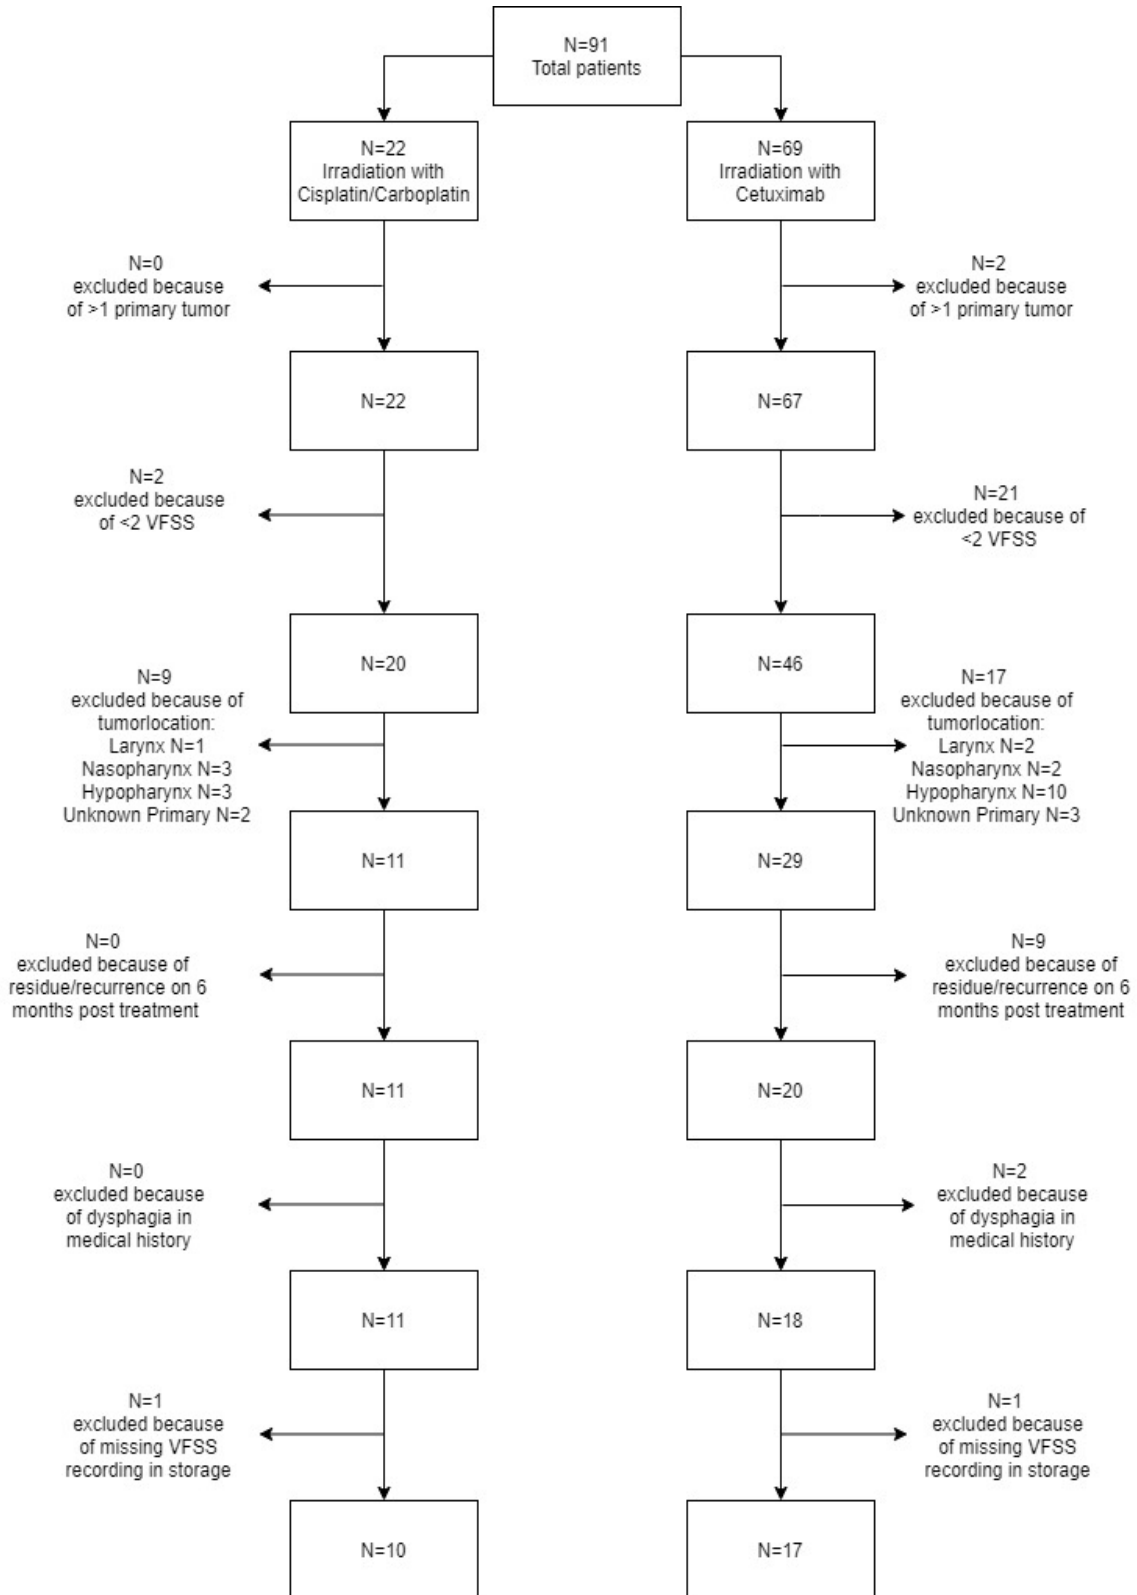 N=91
Total patients
N=22
Irradiation with
Cisplatin/Carboplatin
N=69
Irradiation with
Cetuximab
N=0
excluded because
of >1 primary tumor
N=2
excluded because
of >1 primary tumor
N=22
N=67
N=2
excluded because
of <2 VFSS
N=21
excluded because of
<2 VFSS
N=20
N=46
N=9
excluded because of
tumorlocation:
Larynx N=1
Nasopharynx N=3
Hypopharynx N=3
Unknown Primary N=2
N=17
excluded because of
tumorlocation:
Larynx N=2
Nasopharynx N=2
Hypopharynx N=10
Unknown Primary N=3
N=11
N=29
N=0
excluded because of
residue/recurrence on 6
months post treatment
N=9
excluded because of
residue/recurrence on 6
months post treatment
N=11
N=20
N=0
excluded because
of dysphagia in
medical history
N=2
excluded because
of dysphagia in
medical history
N=11
N=18
N=1
excluded because
of missing VFSS
recording in storage
N=1
excluded because
of missing VFSS
recording in storage
N=10
N=17